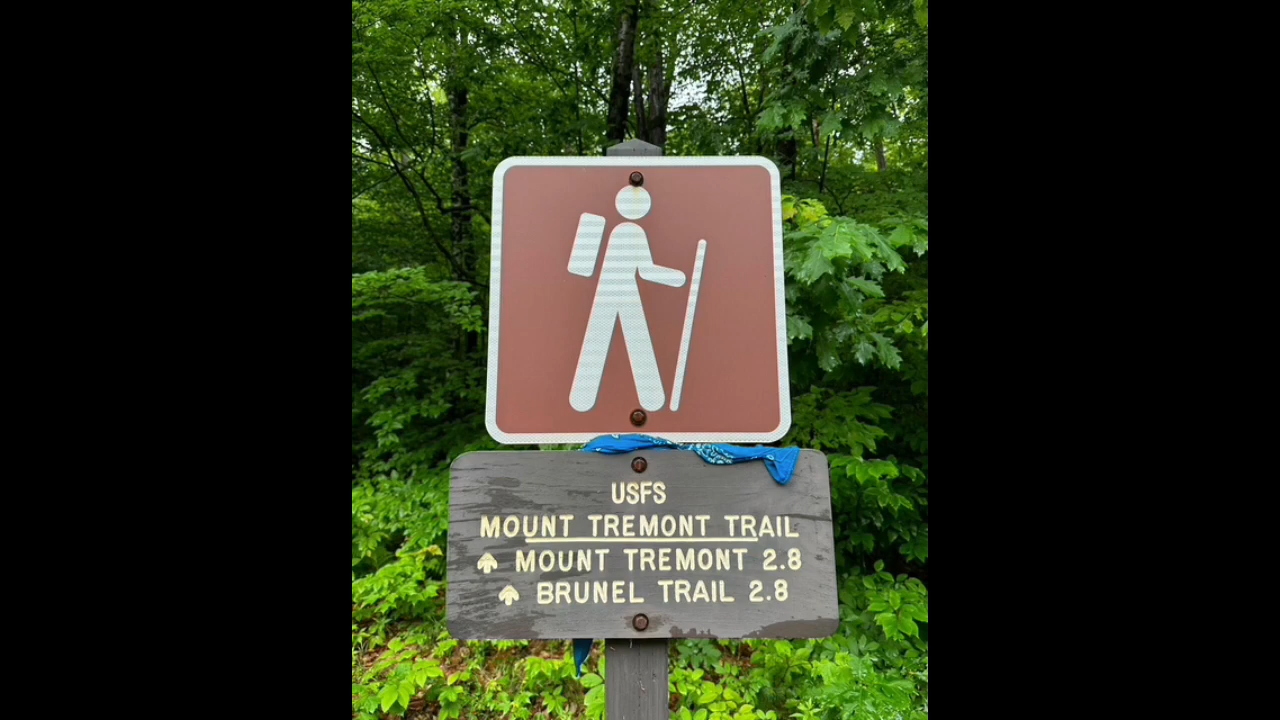 USFS
MOUNT TREMONT TRAIL
MOUNT TREMONT 2.8
BRUNEL TRAIL 2.8